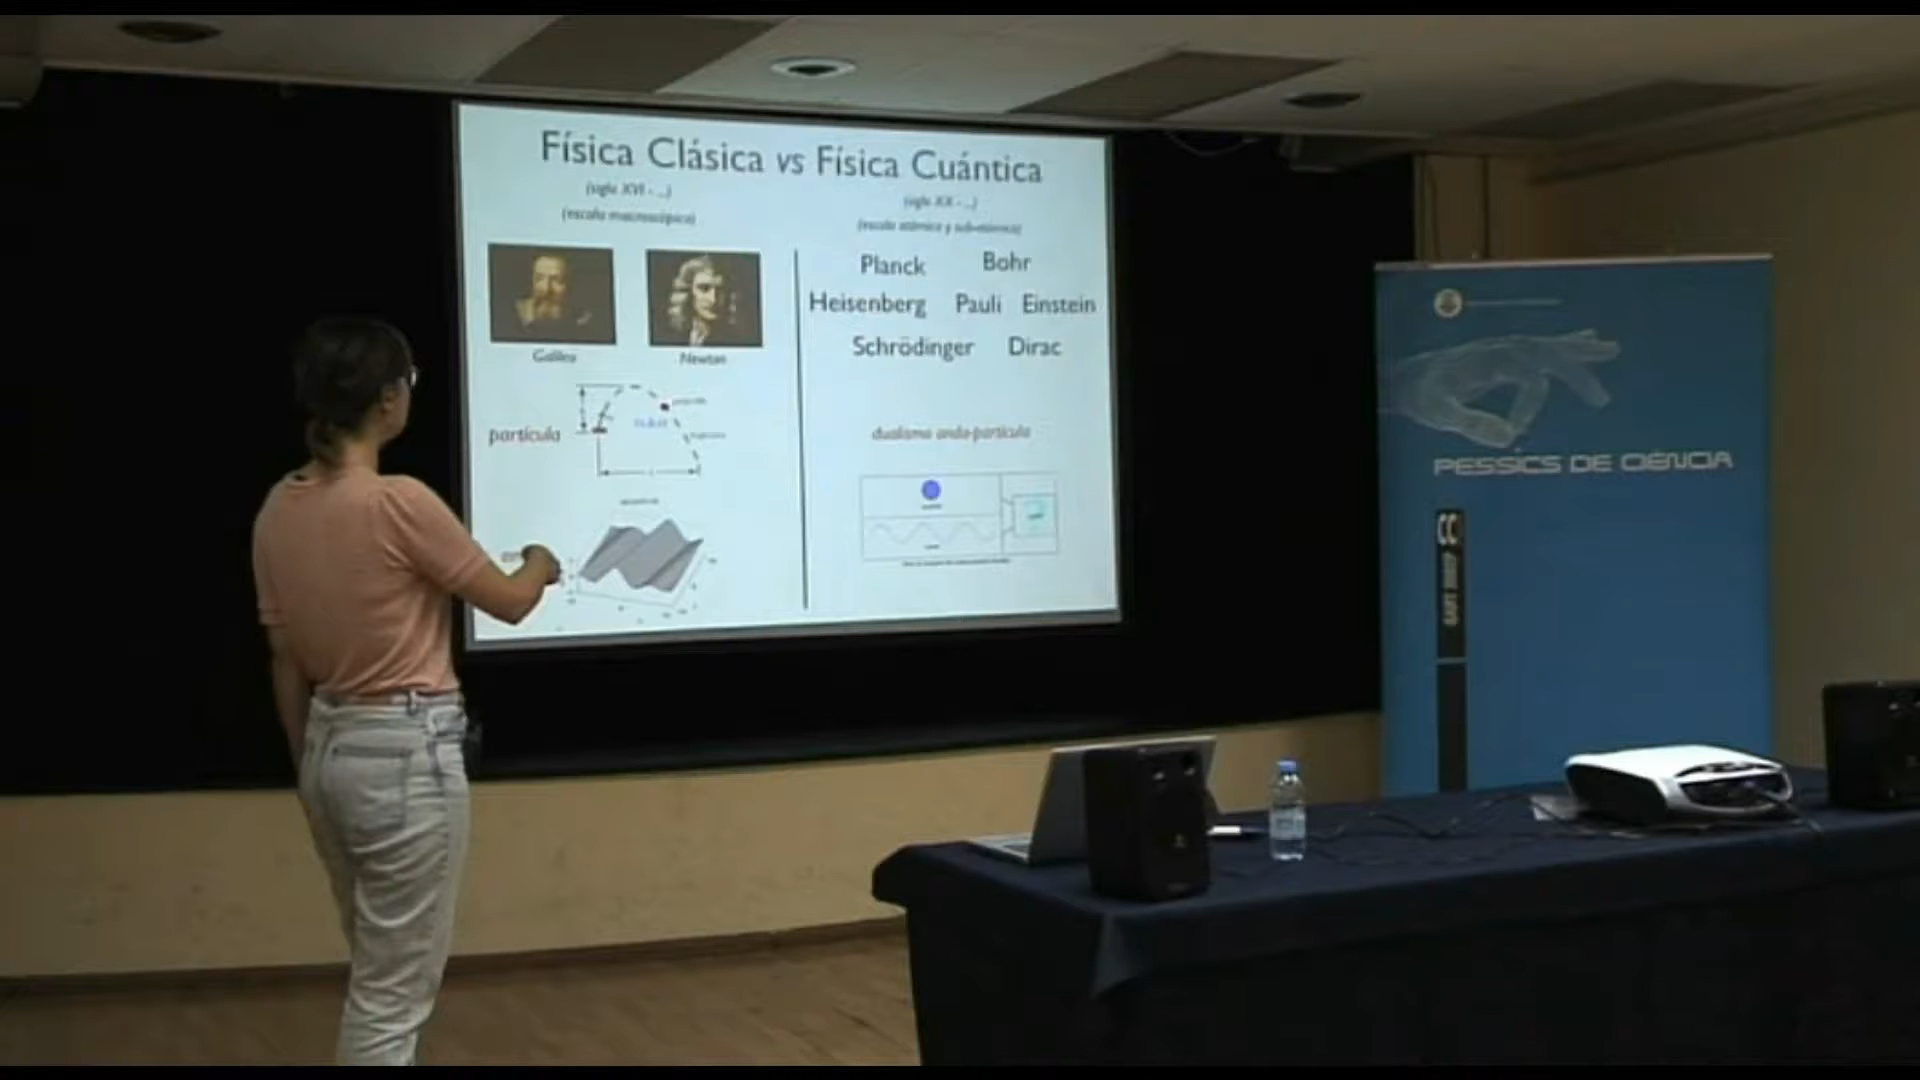 Física Clásica vs Física Cuántica
(siglo XVI - ...)
(escala macroscópica)
(siglo XX - ...)
(escala atómica y sub-atómica)
Galileo
Newton
partícula
Planck Bohr
Heisenberg Pauli Einstein
Schrödinger Dirac
dualismo onda-partícula
PESSICS DE CIÈNCIA